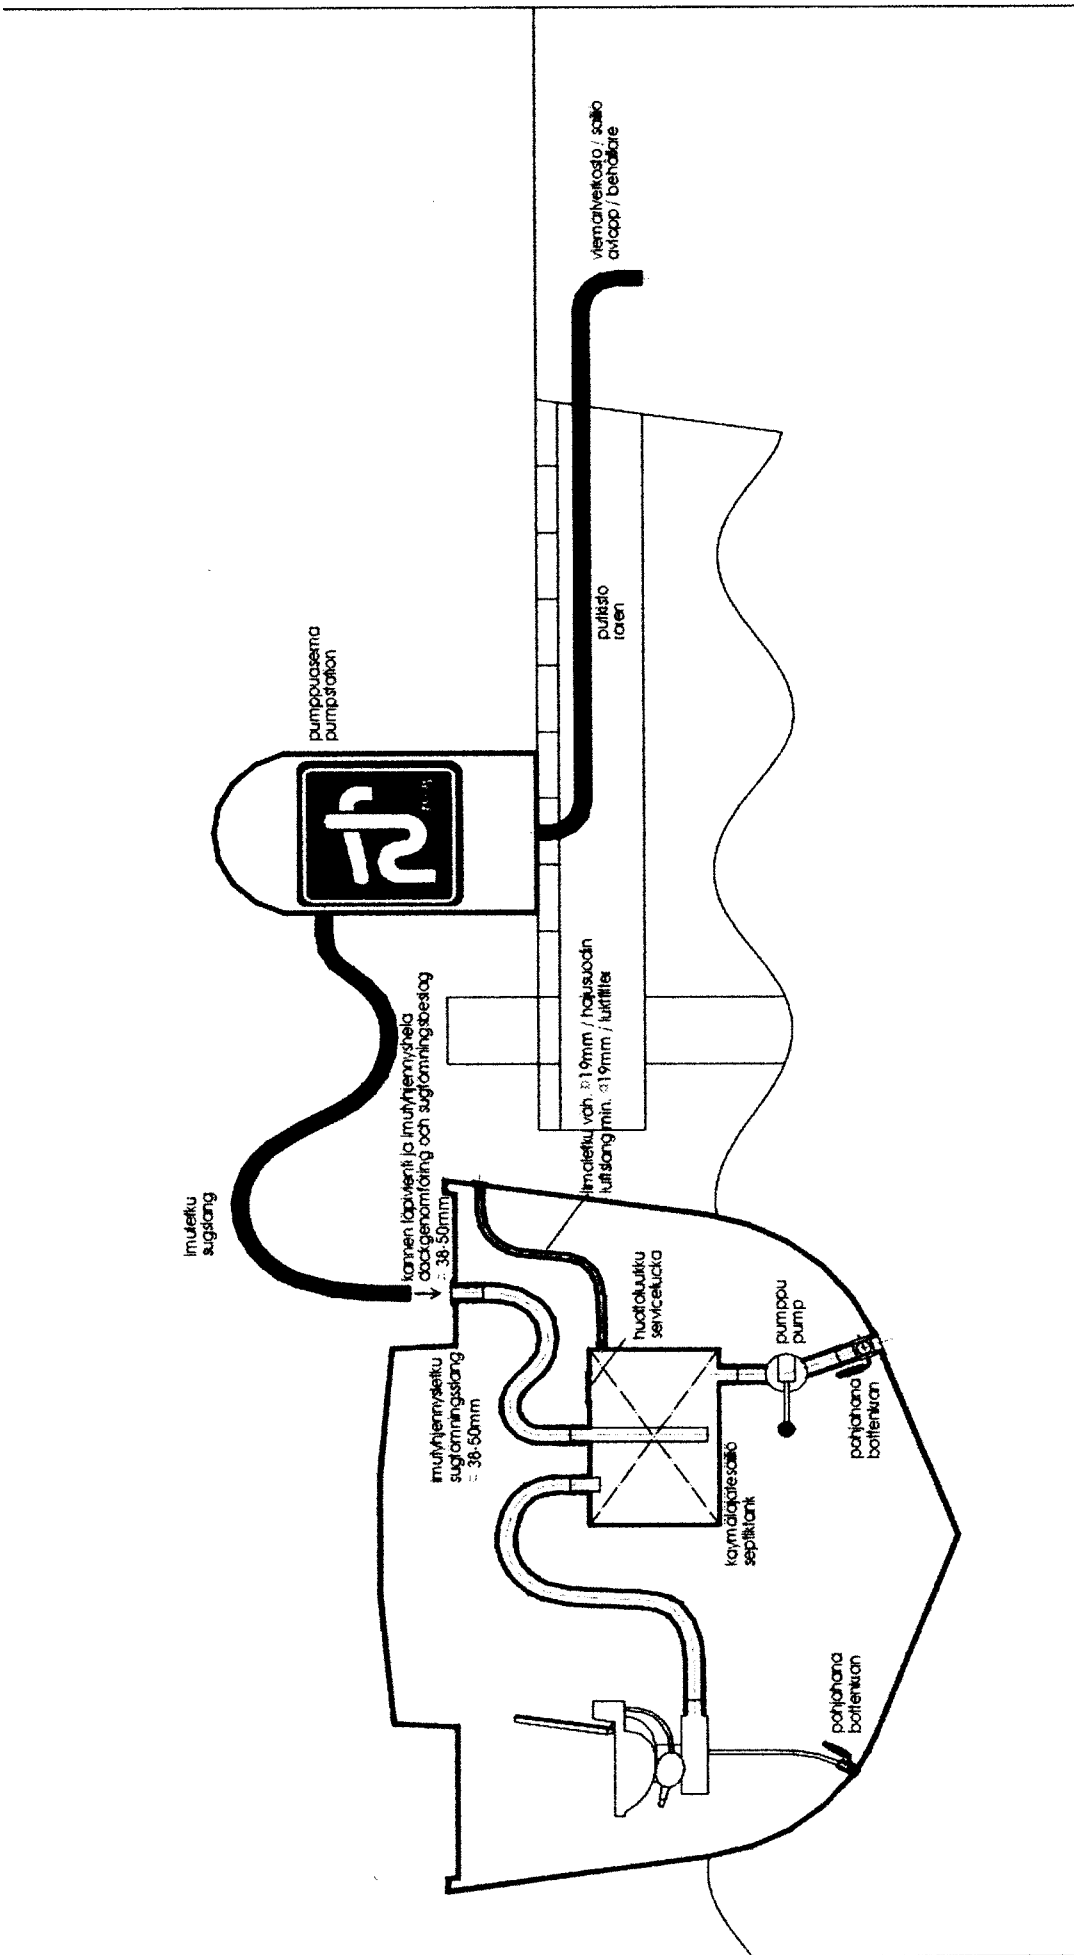 viemäriverkosto / säiliö
avlopp / behållare
putkisto
rören
pumppuasema
pumpstation
imuletku
sugslang
kannen läpivienti ja imutyhjennyshela
däckgenomföring och sugtömningsbeslag
38-50mm
ilmaletku väh. ¤19mm / hajusuodin
luftslang min. ¤19mm / luktfilter
imutyhjennysletku
sugtömningsslang
= 38-50mm
huoltoluukku
servicelucka
pumppu
pump
pohjahana
bottenkran
käymäläjätesäiliö
septiktank
pohjahana
bottenkran